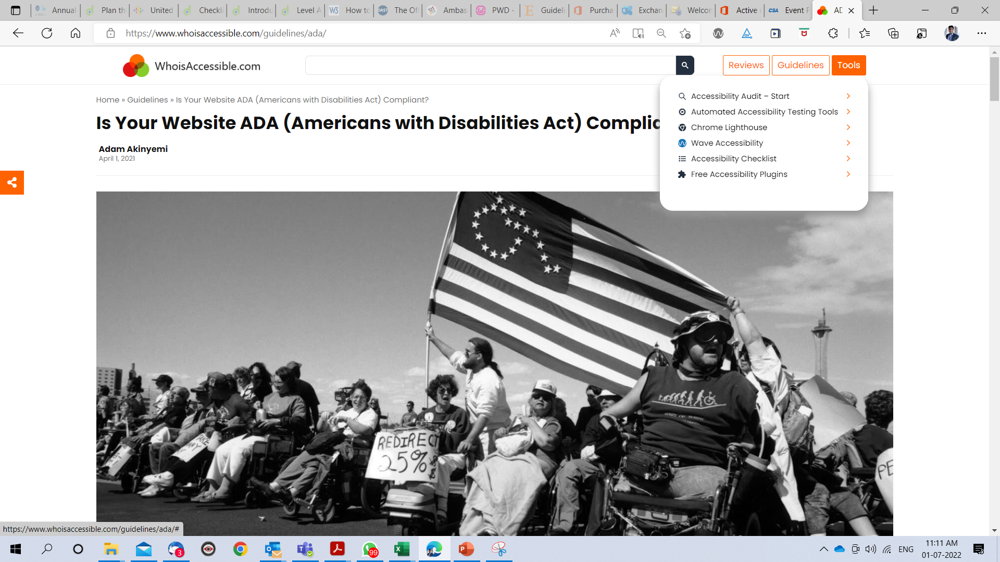 Annual
Plan th
United
Checkli
Introdu
Level A
How to
The Off
Ambas
PWD -
Guideli
Purcha
Exchan
Welcon
Active
CSA Event P
AD
https://www.whoisaccessible.com/guidelines/ada/
WhoisAccessible.com
Reviews
Guidelines
Tools
Home » Guidelines » Is Your Website ADA (Americans with Disabilities Act) Compliant?
Is Your Website ADA (Americans with Disabilities Act) Complia
Adam Akinyemi
April 1, 2021
Accessibility Audit – Start
Automated Accessibility Testing Tools
Chrome Lighthouse
Wave Accessibility
Accessibility Checklist
Free Accessibility Plugins
REDIRECT
25%
$
$
PE
https://www.whoisaccessible.com/guidelines/ada/#
3
99
ENG
11:11 AM
01-07-2022